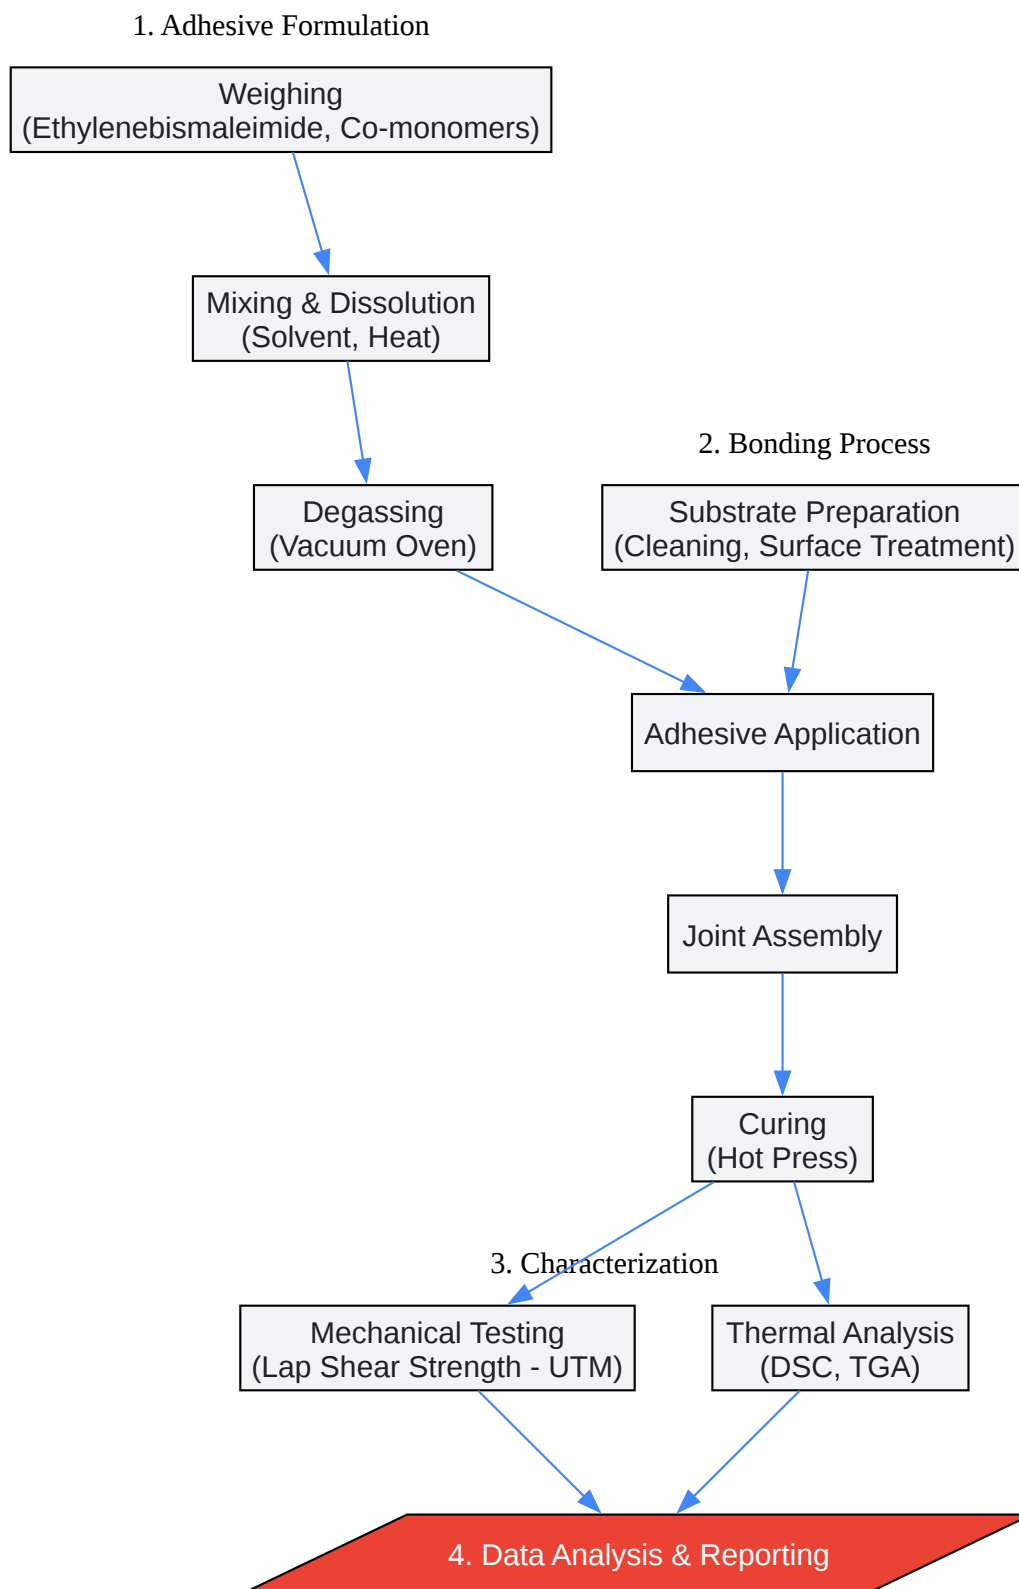 1. Adhesive Formulation
Weighing
(Ethylenebismaleimide, Co-monomers)
Mixing & Dissolution
(Solvent, Heat)
2. Bonding Process
Degassing
(Vacuum Oven)
Substrate Preparation
(Cleaning, Surface Treatment)
Adhesive Application
Joint Assembly
Curing
(Hot Press)
3. Characterization
Mechanical Testing
(Lap Shear Strength - UTM)
Thermal Analysis
(DSC, TGA)
4. Data Analysis & Reporting